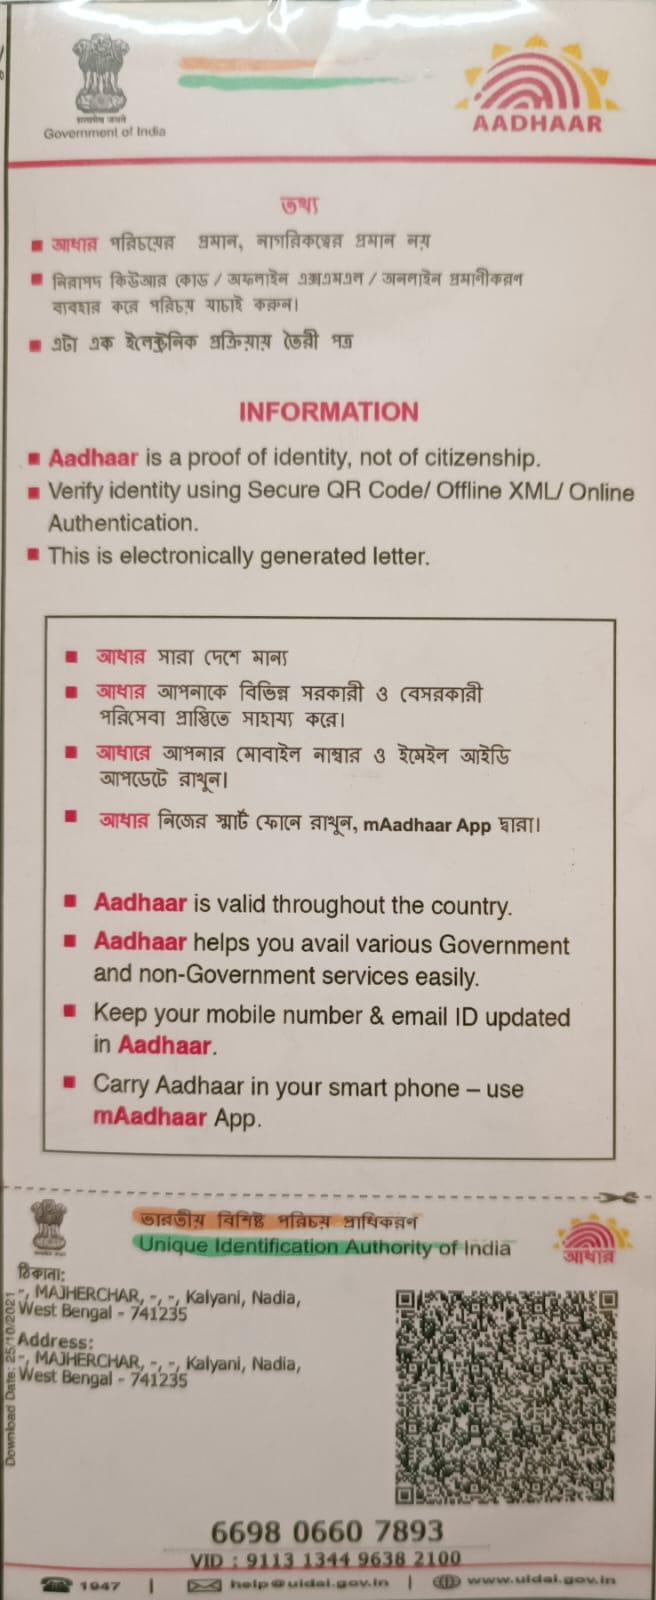 सत्यमेव जयते
Government of India
AADHAAR
তথ্য
আধার পরিচয়ের প্রমান, নাগরিকত্বের প্রমান নয়
নিরাপদ কিউআর কোড / অফলাইন এক্সএমএল / অনলাইন প্রমাণীকরণ
ব্যবহার করে পরিচয় যাচাই করুন।
এটা এক ইলেক্ট্রনিক প্রক্রিয়ায় তৈরী পত্র
INFORMATION
Aadhaar is a proof of identity, not of citizenship.
Verify identity using Secure QR Code/ Offline XML/ Online
Authentication.
This is electronically generated letter.
আধার সারা দেশে মান্য
আধার আপনাকে বিভিন্ন সরকারী ও বেসরকারী
পরিসেবা প্রাপ্তিতে সাহায্য করে।
আধারে আপনার মোবাইল নাম্বার ও ইমেইল আইডি
আপডেটে রাখুন।
আধার নিজের স্মার্ট ফোনে রাখুন, mAadhaar App দ্বারা।
Aadhaar is valid throughout the country.
Aadhaar helps you avail various Government
and non-Government services easily.
Keep your mobile number & email ID updated
in Aadhaar.
Carry Aadhaar in your smart phone – use
mAadhaar App.
ভারতীয় বিশিষ্ট পরিচয় প্রাধিকরণ
Unique Identification Authority of India
আধার
ঠিকানা:
-, MAJHERCHAR, -, -, Kalyani, Nadia,
West Bengal - 741235
Address:
-, MAJHERCHAR, -, -, Kalyani, Nadia,
West Bengal - 741235
Download Date: 25/10/2021
6698 0660 7893
VID : 9113 1344 9638 2100
1947 | help@uidai.gov.in | www.uidai.gov.in